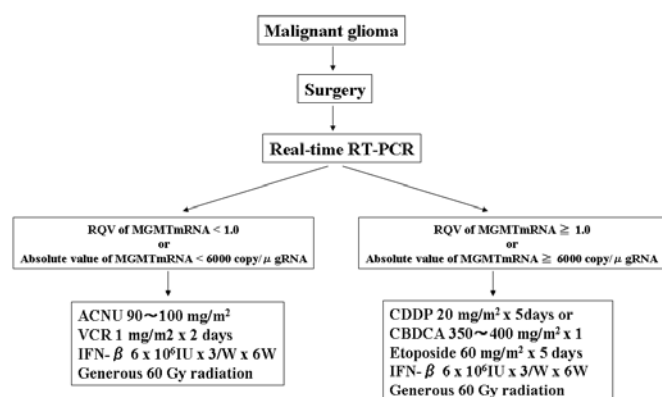 Malignant glioma
Surgery
Real-time RT-PCR
RQV of MGMTmRNA < 1.0
or
Absolute value of MGMTmRNA < 6000 copy/μ gRNA
RQV of MGMTmRNA ≧ 1.0
or
Absolute value of MGMTmRNA ≧ 6000 copy/μ gRNA
ACNU 90～100 mg/m²
VCR 1 mg/m2 x 2 days
IFN-β 6 x 10⁶IU x 3/W x 6W
Generous 60 Gy radiation
CDDP 20 mg/m² x 5days or
CBDCA 350～400 mg/m² x 1
Etoposide 60 mg/m² x 5 days
IFN-β 6 x 10⁶IU x 3/W x 6W
Generous 60 Gy radiation